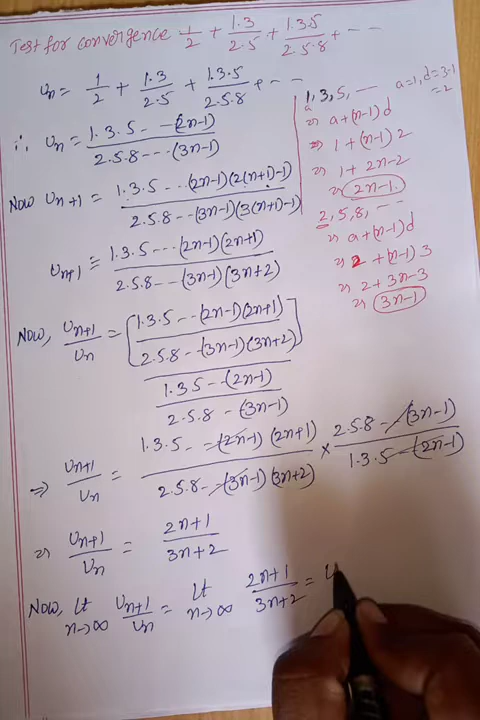 Test for convergence 1/2 + 1.3/2.5 + 1.3.5/2.5.8 + - - -
Un = 1/2 + 1.3/2.5 + 1.3.5/2.5.8 + - -
∴ Un = 1.3.5 - - - (2n-1) / 2.5.8 - - - (3n-1)
Now Un+1 = 1.3.5 - - - (2n-1)(2(n+1)-1) / 2.5.8 - - (3n-1)(3(n+1)-1)
Un+1 = 1.3.5 - - - (2n-1)(2n+1) / 2.5.8 - - - (3n-1)(3n+2)
Now, Un+1/Un = [1.3.5 - - - (2n-1)(2n+1) / 2.5.8 - - (3n-1)(3n+2)] / 1.3.5 - - (2n-1) / 2.5.8 - - (3n-1)
⇒ Un+1/Un = 1.3.5 - - (2n-1)(2n+1) / 2.5.8 - - (3n-1)(3n+2) × 2.5.8 - - (3n-1) / 1.3.5 - - (2n-1)
⇒ Un+1/Un = 2n+1 / 3n+2
Now, Lt n→∞ Un+1/Un = Lt n→∞ 2n+1 / 3n+2 =
1, 3, 5, - - -
a
a=1, d=3-1
=2
⇒ a+(n-1)d
⇒ 1+(n-1)2
⇒ 1+2n-2
⇒ 2n-1
2, 5, 8, - - -
⇒ a+(n-1)d
⇒ 2+(n-1)3
⇒ 2+3n-3
⇒ 3n-1